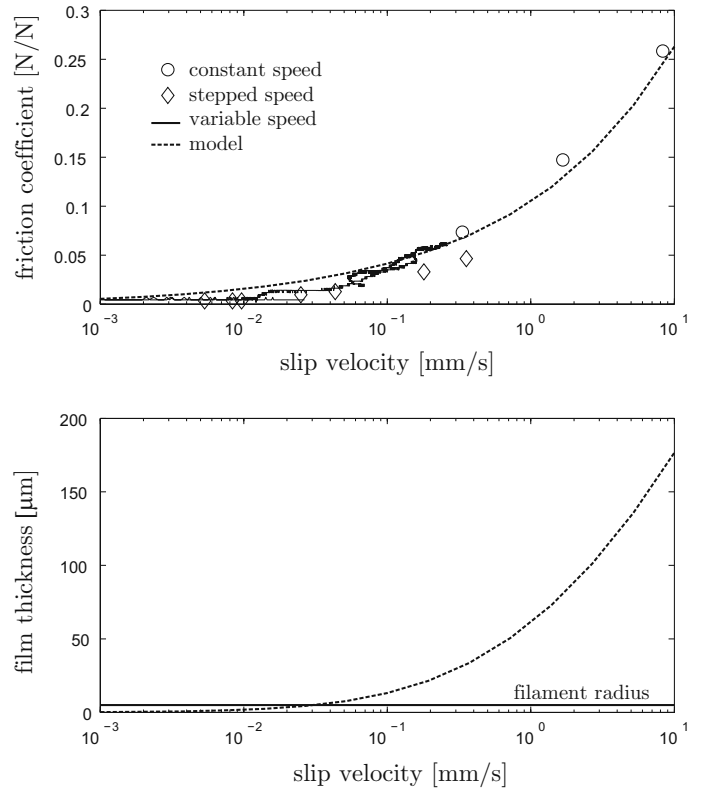 0.3
0.25
0.2
0.15
0.1
0.05
0
friction coefficient [N/N]
constant speed
stepped speed
variable speed
model
10^-3 10^-2 10^-1 10^0 10^1
slip velocity [mm/s]
200
150
100
50
0
film thickness [μm]
filament radius
10^-3 10^-2 10^-1 10^0 10^1
slip velocity [mm/s]